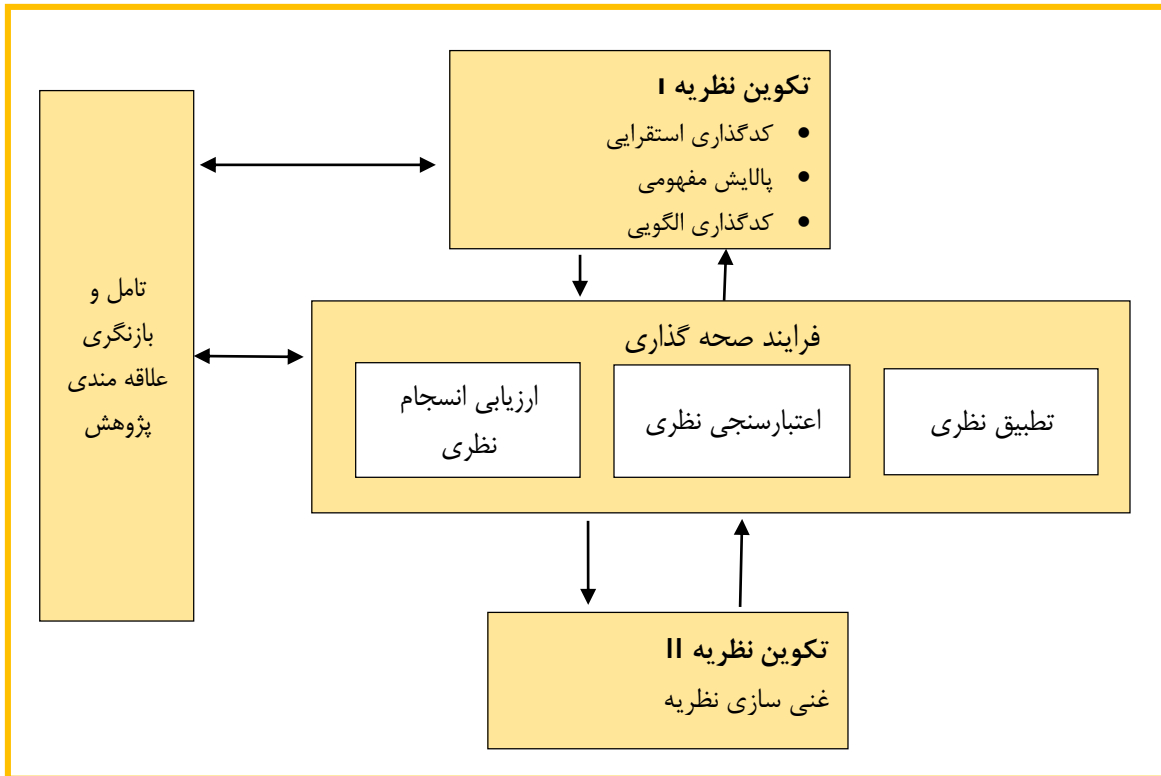 تکوین نظریه I
• کدگذاری استقرایی
• پالایش مفهومی
• کدگذاری الگویی
تامل و
بازنگری
علاقه مندی
پژوهش
فرایند صحه گذاری
تطبیق نظری
اعتبارسنجی نظری
ارزیابی انسجام
نظری
تکوین نظریه II
غنی سازی نظریه